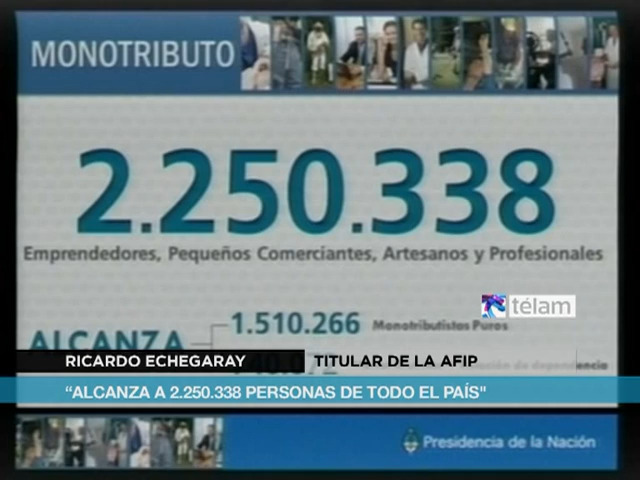 MONOTRIBUTO
2.250.338
Emprendedores, Pequeños Comerciantes, Artesanos y Profesionales
télam
ALCANZA
1.510.266 Monotributistas Puros
RICARDO ECHEGARAY TITULAR DE LA AFIP
“ALCANZA A 2.250.338 PERSONAS DE TODO EL PAÍS"
Presidencia de la Nación